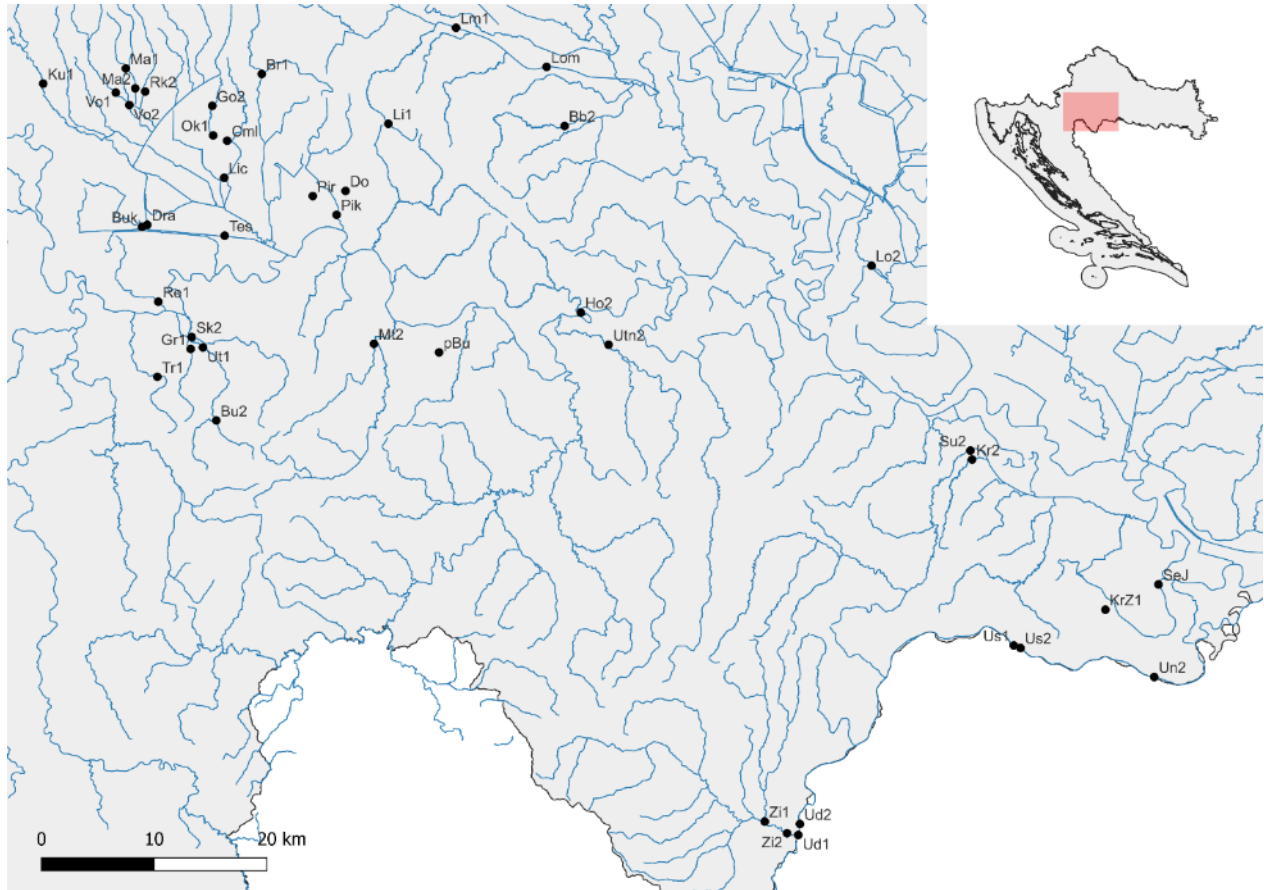 Lm1
Ma1
Br1
Lom
Ku1
Ma2
Rk2
Go2
Vo1
Vo2
Li1
Bb2
Ok1
Oml
Lic
Pir
Do
Pik
Buk
Dra
Tes
Lo2
Re1
Ho2
Sk2
Gr1
Ut1
Mt2
pBu
Utn2
Tr1
Bu2
Su2
Kr2
SeJ
KrZ1
Us1
Us2
Un2
Zi1
Ud2
Zi2
Ud1
0 10 20 km